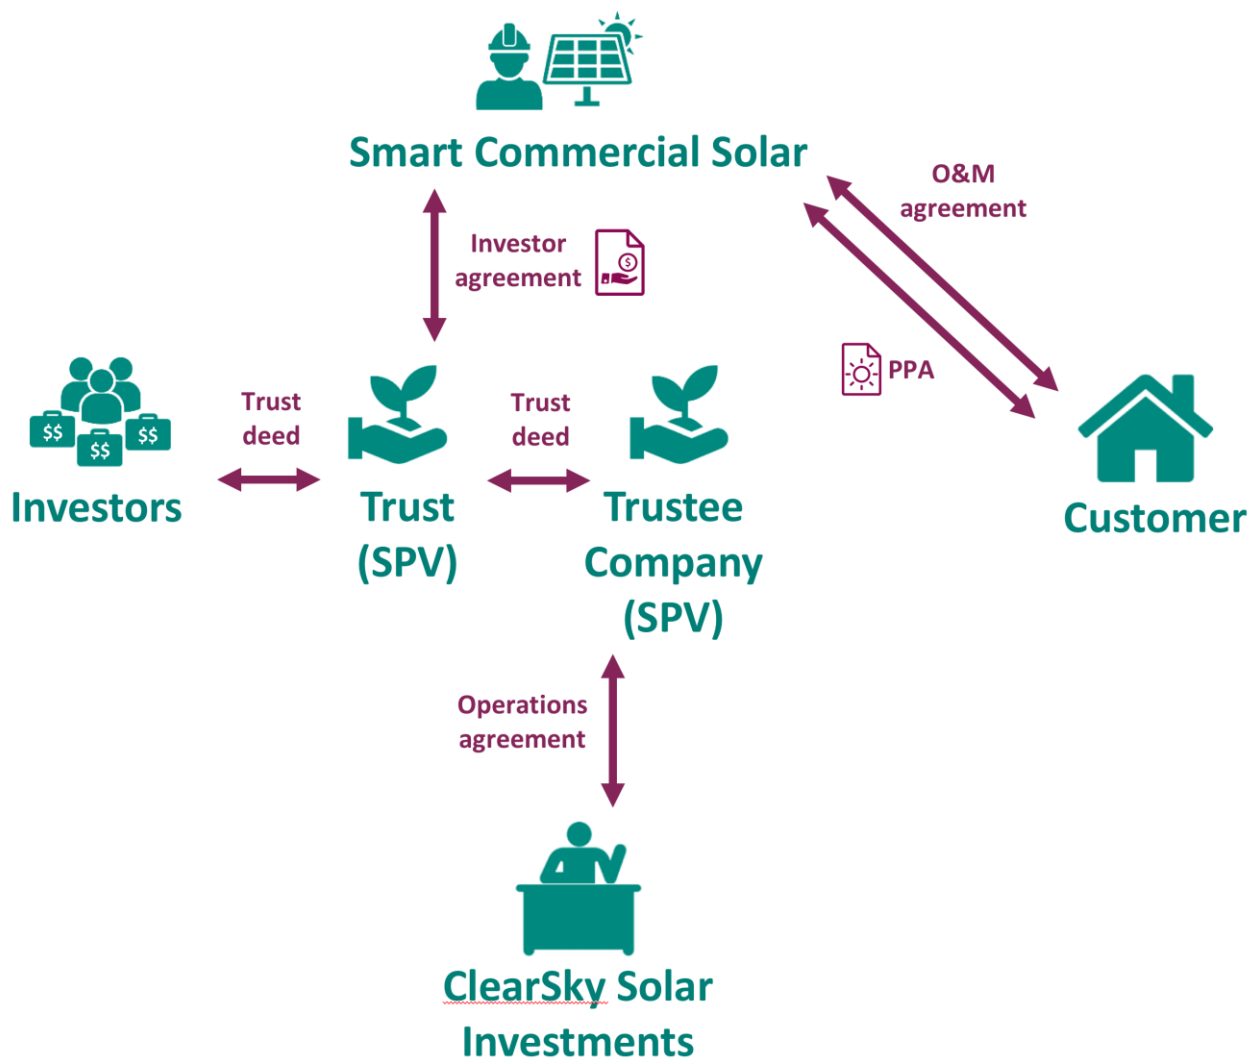 Smart Commercial Solar
O&M
agreement
Investor
agreement
$
PPA
Trust
deed
Trust
deed
$$
$$
$$
Investors
Trust
(SPV)
Trustee
Company
(SPV)
Customer
Operations
agreement
ClearSky Solar
Investments